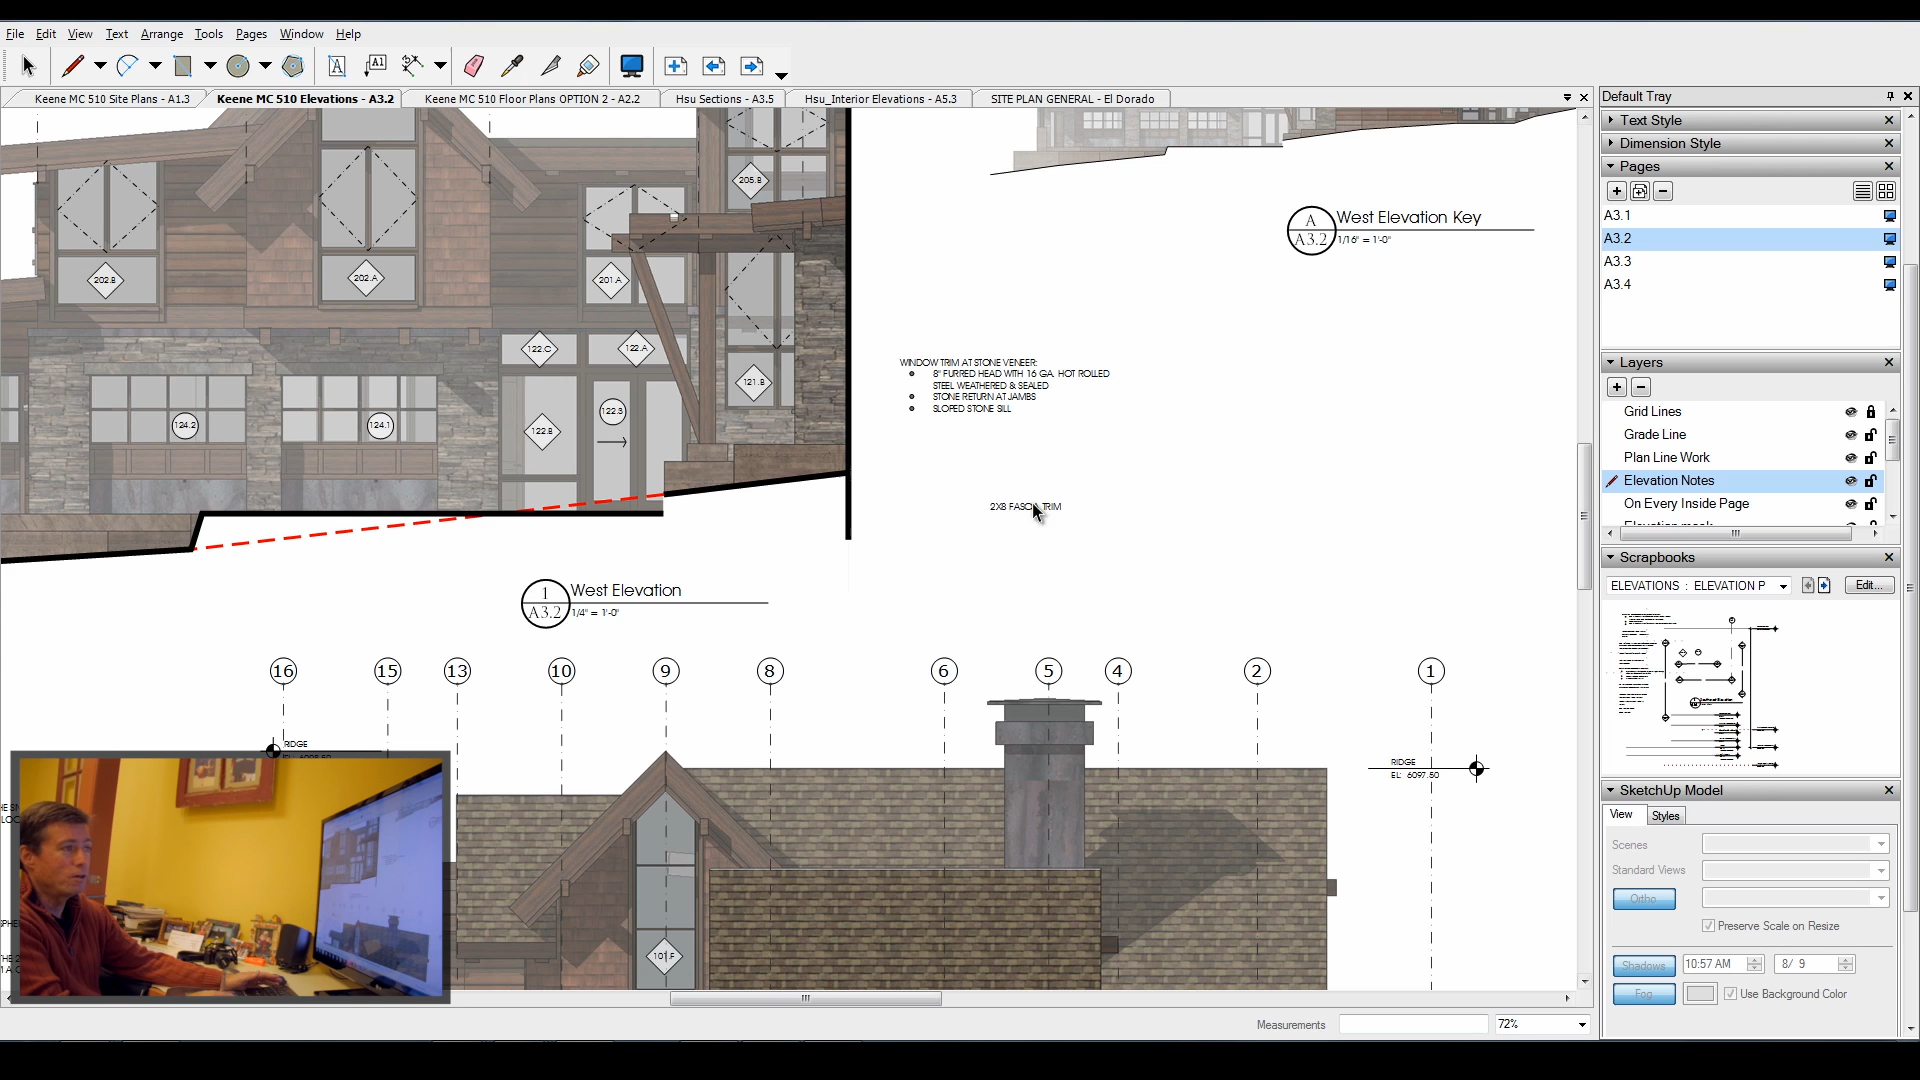 File Edit View Text Arrange Tools Pages Window Help
Keene MC 510 Site Plans - A1.3
Keene MC 510 Elevations - A3.2
Keene MC 510 Floor Plans OPTION 2 - A2.2
Hsu Sections - A3.5
Hsu_Interior Elevations - A5.3
SITE PLAN GENERAL - El Dorado
205.B
202.B
202.A
201.A
122.C
122.A
121.B
124.2
124.1
122.B
122.3
A
A3.2
West Elevation Key
1/16" = 1'-0"
WINDOW TRIM AT STONE VENEER:
8" FURRED HEAD WITH 16 GA. HOT ROLLED
STEEL WEATHERED & SEALED
STONE RETURN AT JAMBS
SLOPED STONE SILL
TRIM
1
A3.2
West Elevation
1/4" = 1'-0"
16 15 13 10 9 8 6 5 4 2 1
RIDGE
RIDGE
EL: 6097.50
101.F
Measurements
72%
Default Tray
Text Style
Dimension Style
Pages
A3.1
A3.2
A3.3
A3.4
Layers
Grid Lines
Grade Line
Plan Line Work
Elevation Notes
On Every Inside Page
Scrapbooks
ELEVATIONS : ELEVATION P
Edit...
SketchUp Model
View Styles
Scenes
Standard Views
Ortho
Preserve Scale on Resize
Shadows 10:57 AM 8/ 9
Fog Use Background Color